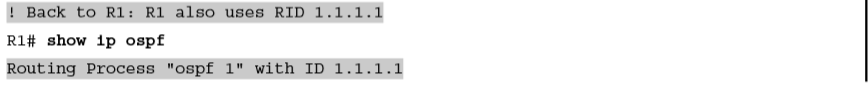 ! Back to R1: R1 also uses RID 1.1.1.1
R1# show ip ospf
Routing Process "ospf 1" with ID 1.1.1.1